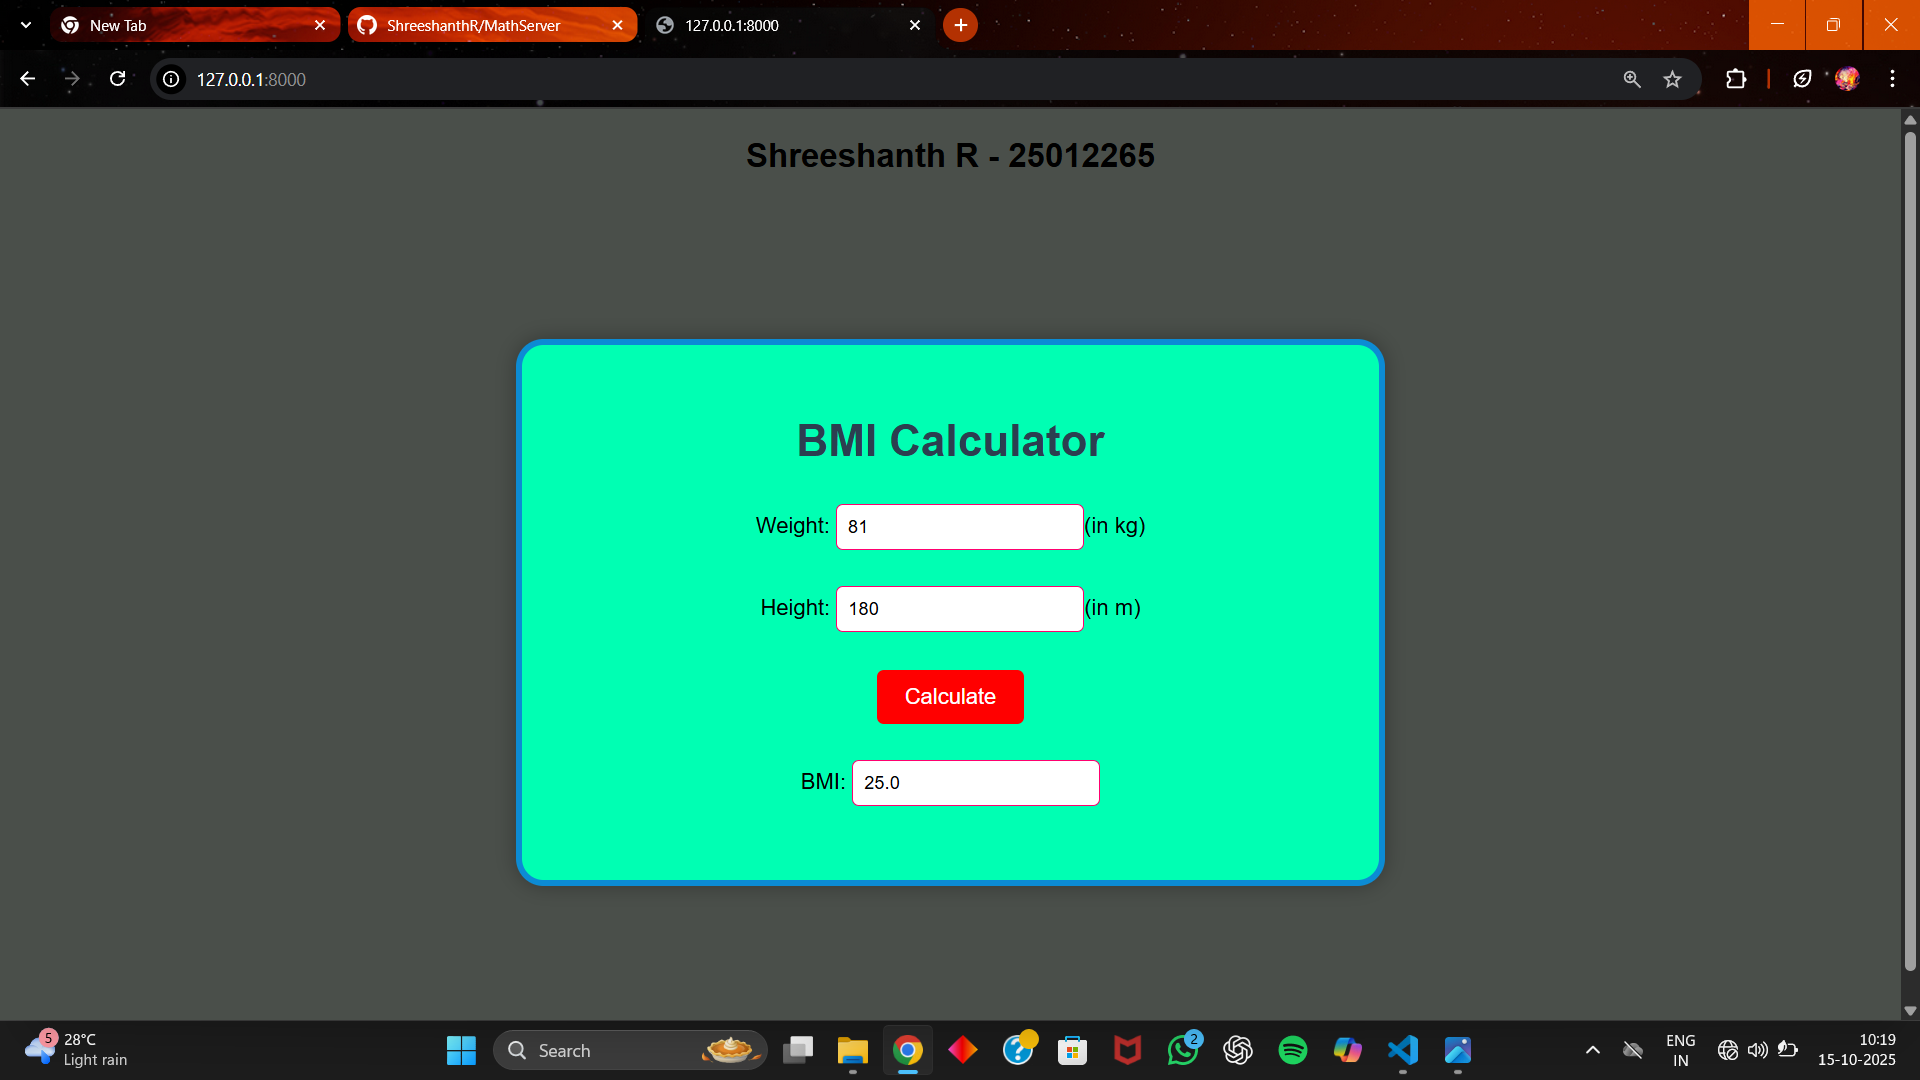 New Tab
ShreeshanthR/MathServer
127.0.0.1:8000
127.0.0.1:8000
Shreeshanth R - 25012265
BMI Calculator
Weight: 81 (in kg)
Height: 180 (in m)
Calculate
BMI: 25.0
5
28°C
Light rain
Search
2
ENG
IN
10:19
15-10-2025